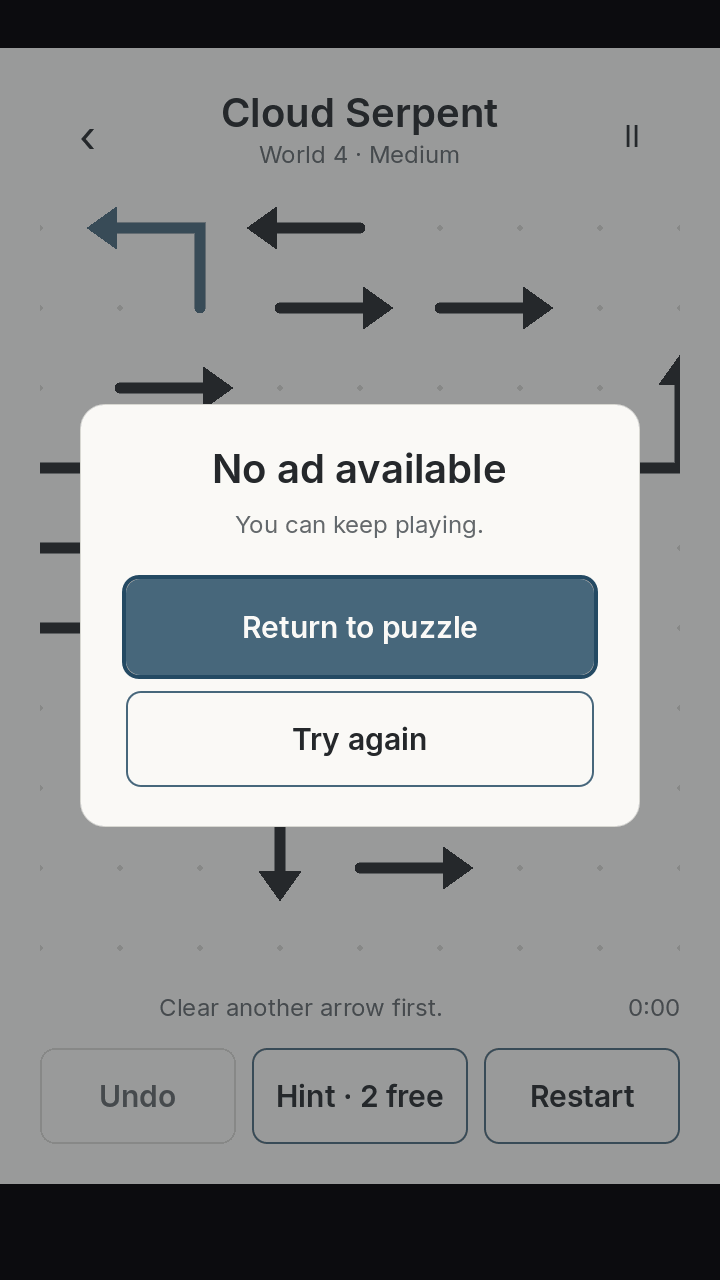 Cloud Serpent
World 4 · Medium
No ad available
You can keep playing.
Return to puzzle
Try again
Clear another arrow first.
0:00
Undo
Hint · 2 free
Restart